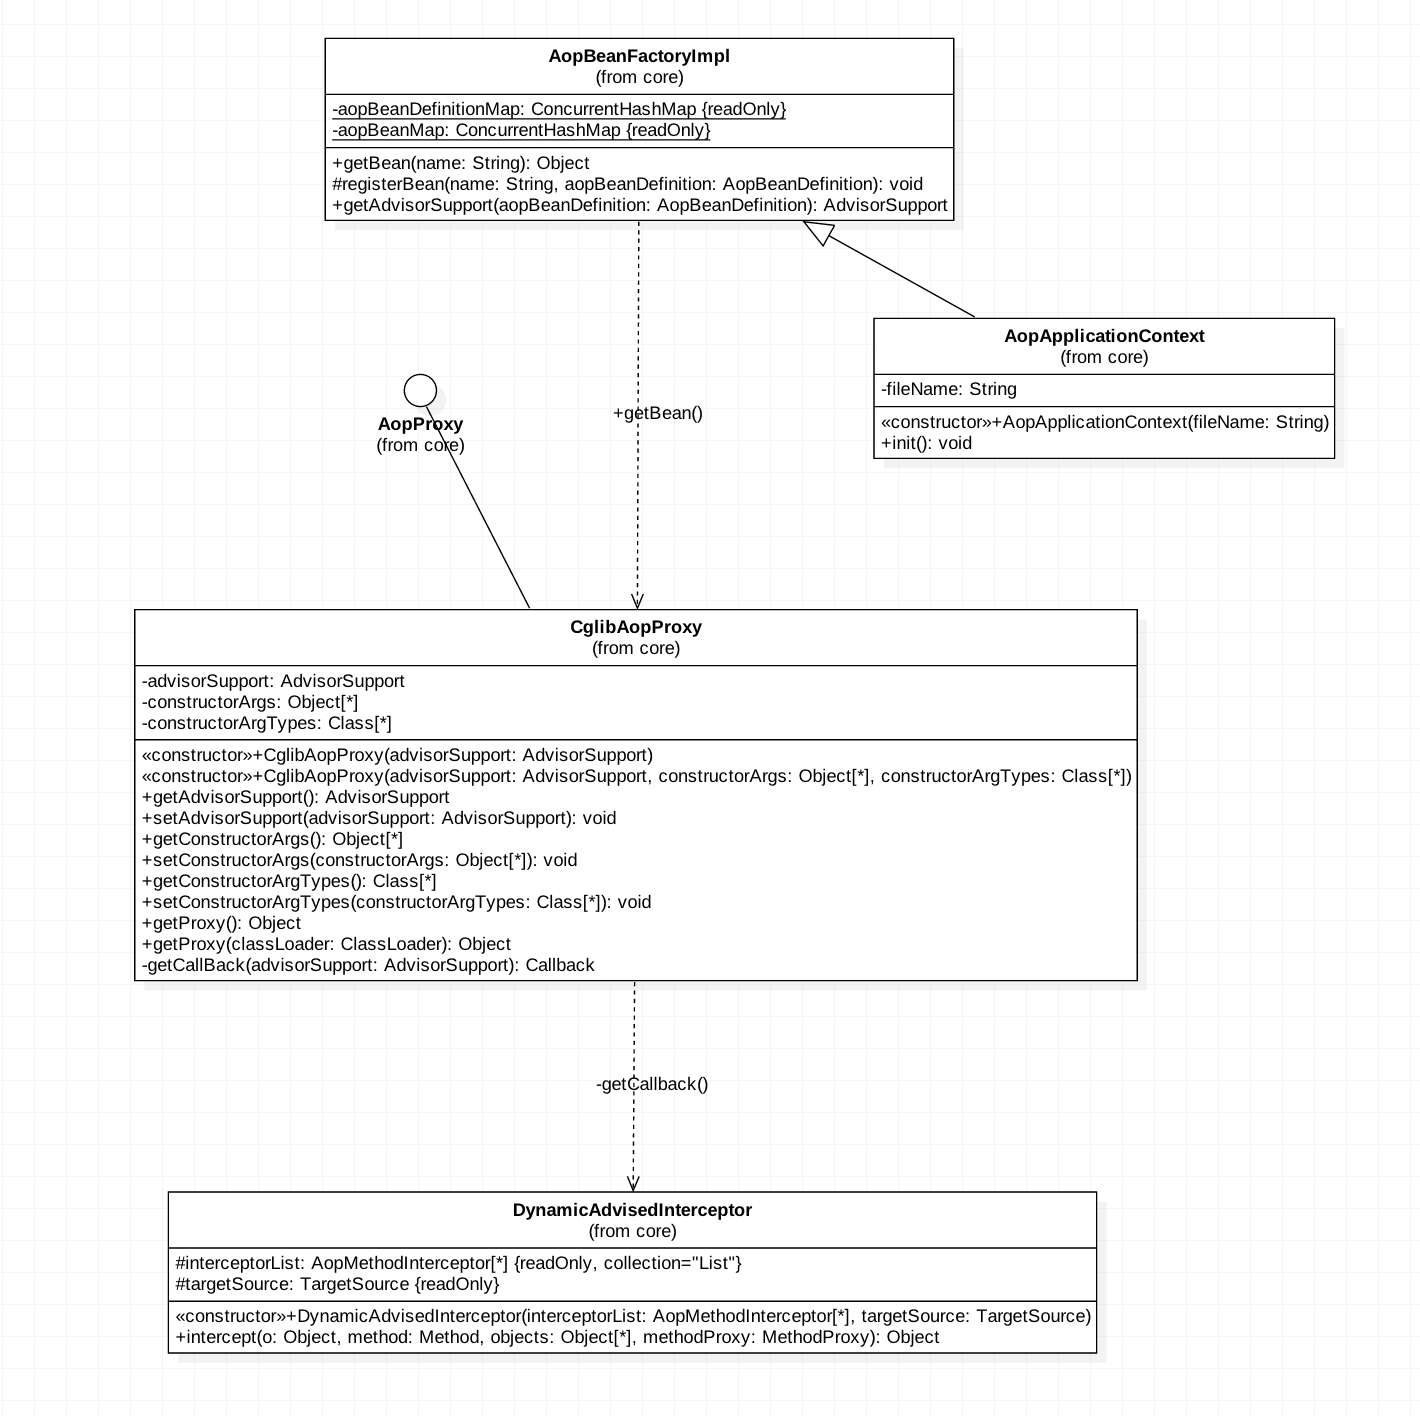 AopBeanFactoryImpl
(from core)
-aopBeanDefinitionMap: ConcurrentHashMap {readOnly}
-aopBeanMap: ConcurrentHashMap {readOnly}
+getBean(name: String): Object
#registerBean(name: String, aopBeanDefinition: AopBeanDefinition): void
+getAdvisorSupport(aopBeanDefinition: AopBeanDefinition): AdvisorSupport
AopApplicationContext
(from core)
-fileName: String
«constructor»+AopApplicationContext(fileName: String)
+init(): void
AopProxy
(from core)
+getBean()
CglibAopProxy
(from core)
-advisorSupport: AdvisorSupport
-constructorArgs: Object[*]
-constructorArgTypes: Class[*]
«constructor»+CglibAopProxy(advisorSupport: AdvisorSupport)
«constructor»+CglibAopProxy(advisorSupport: AdvisorSupport, constructorArgs: Object[*], constructorArgTypes: Class[*])
+getAdvisorSupport(): AdvisorSupport
+setAdvisorSupport(advisorSupport: AdvisorSupport): void
+getConstructorArgs(): Object[*]
+setConstructorArgs(constructorArgs: Object[*]): void
+getConstructorArgTypes(): Class[*]
+setConstructorArgTypes(constructorArgTypes: Class[*]): void
+getProxy(): Object
+getProxy(classLoader: ClassLoader): Object
-getCallBack(advisorSupport: AdvisorSupport): Callback
-getCallback()
DynamicAdvisedInterceptor
(from core)
#interceptorList: AopMethodInterceptor[*] {readOnly, collection="List"}
#targetSource: TargetSource {readOnly}
«constructor»+DynamicAdvisedInterceptor(interceptorList: AopMethodInterceptor[*], targetSource: TargetSource)
+intercept(o: Object, method: Method, objects: Object[*], methodProxy: MethodProxy): Object